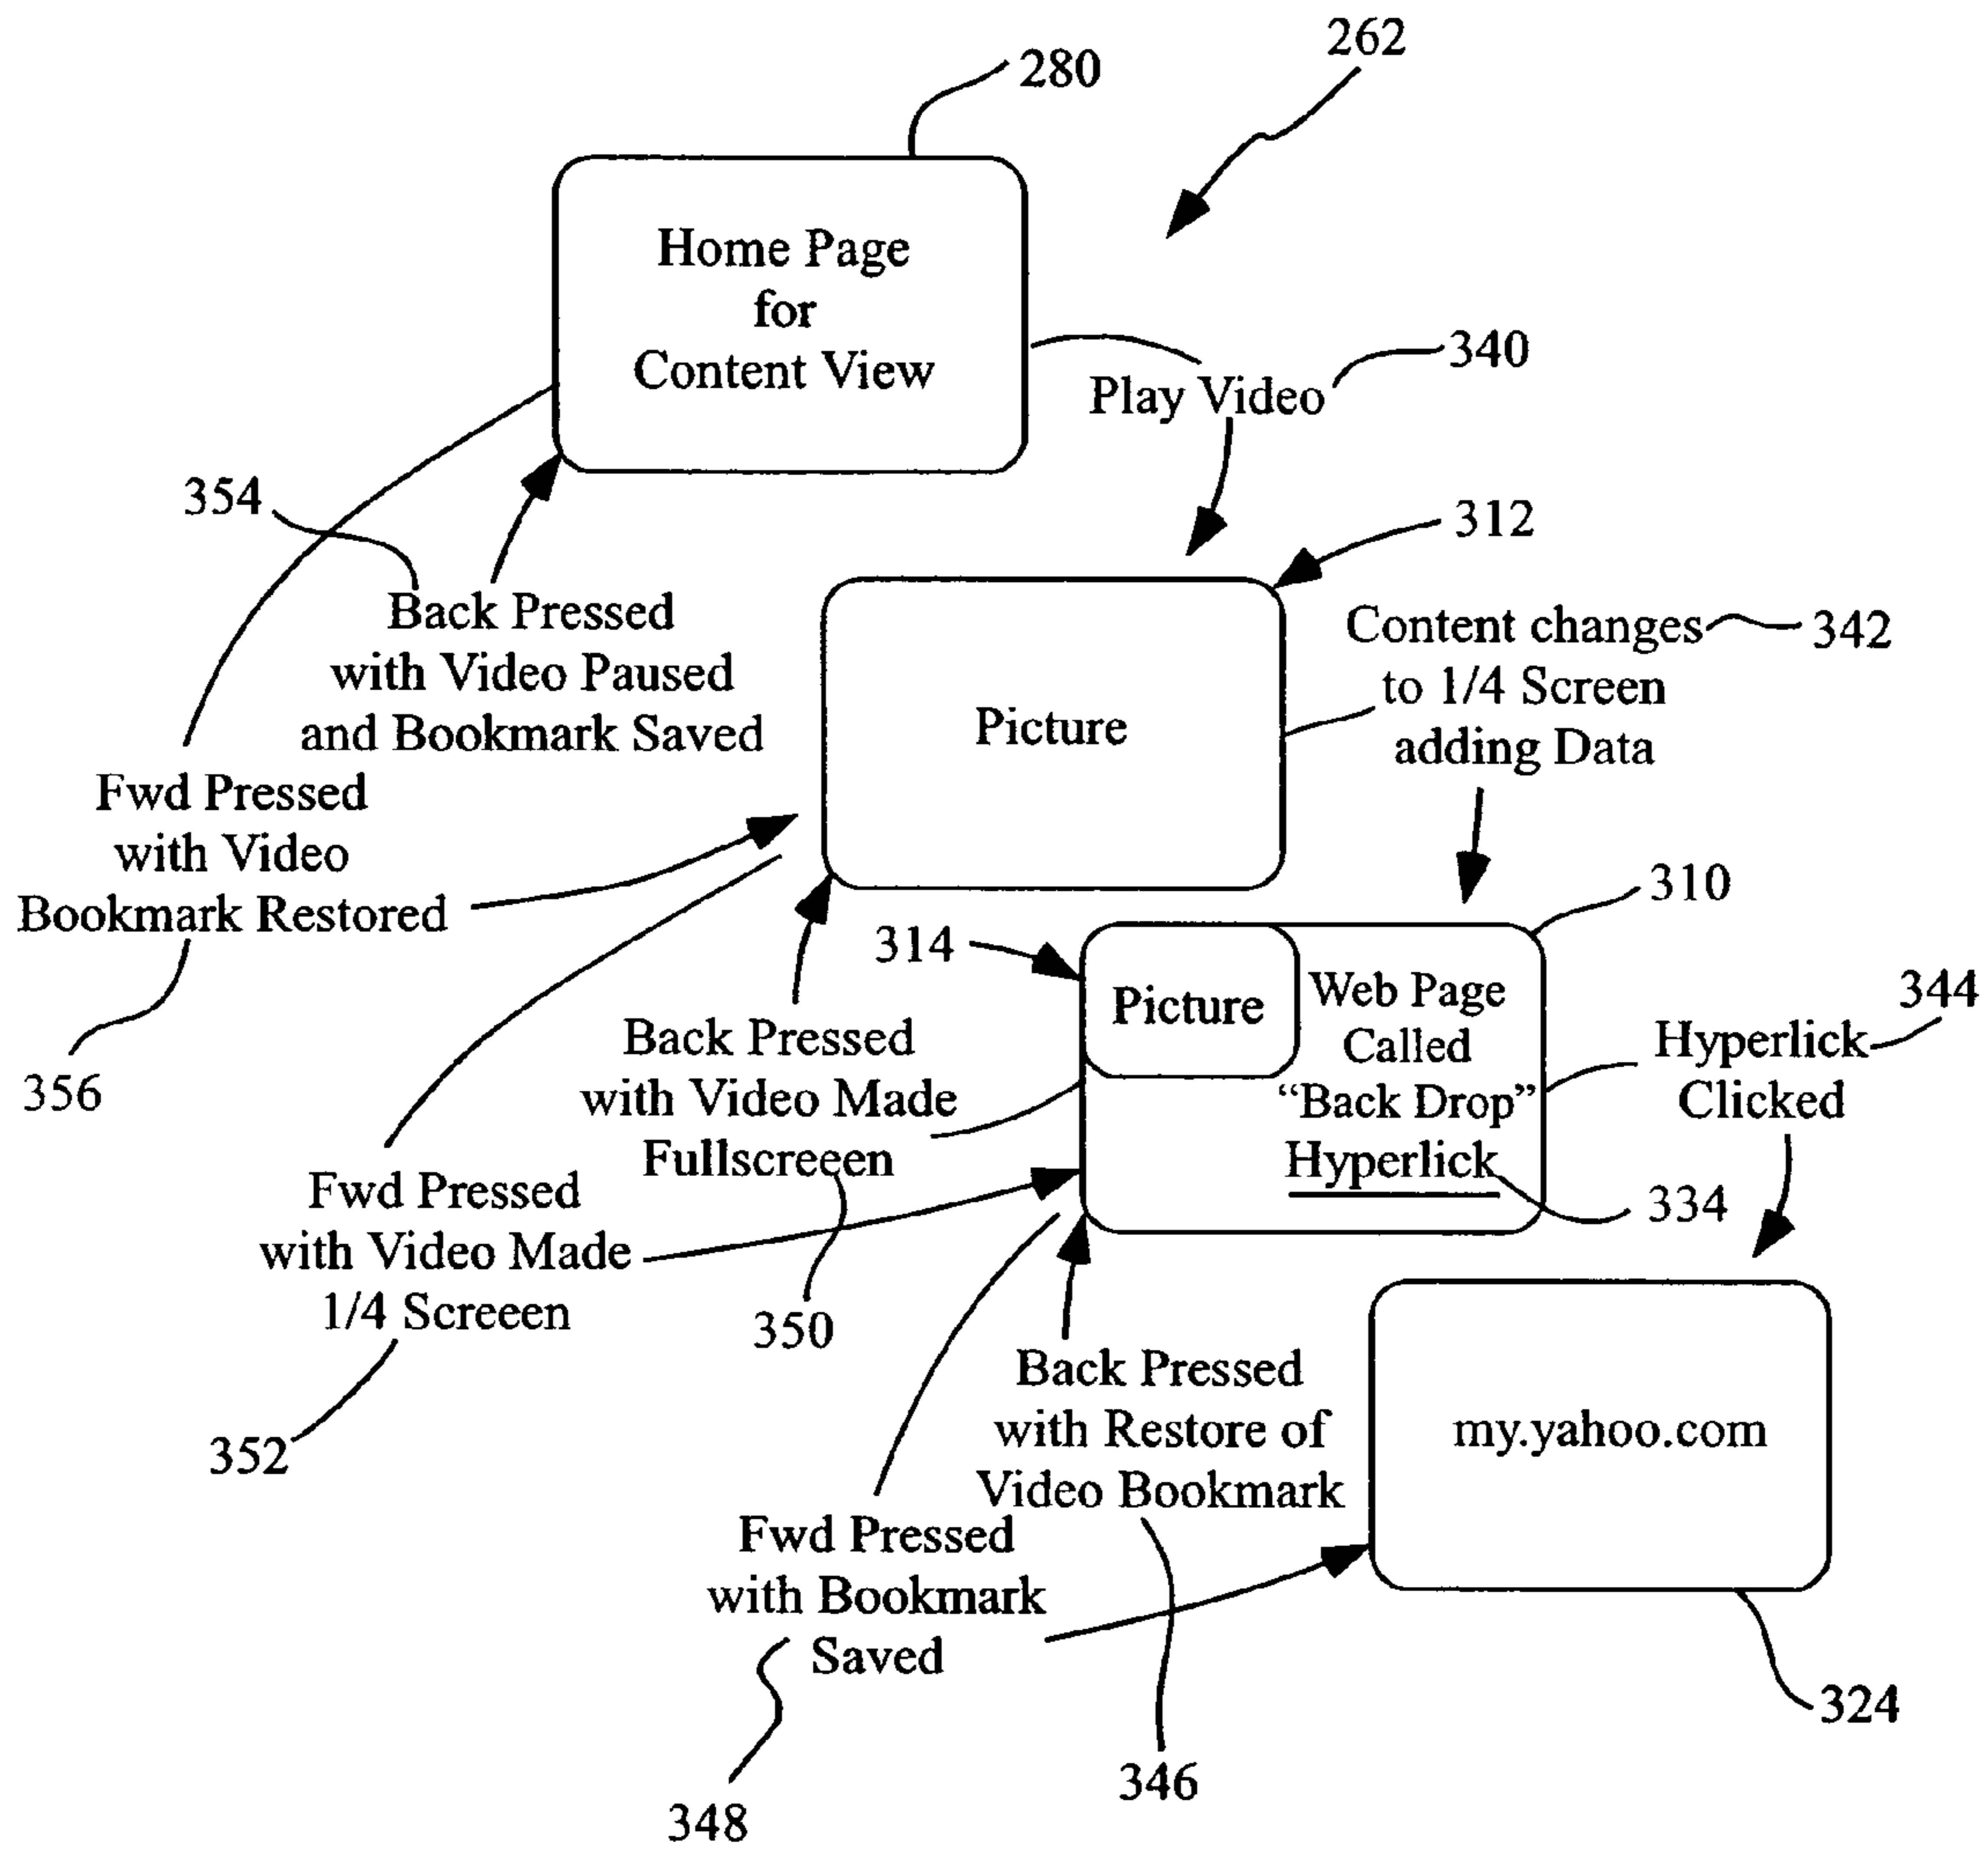 262
280
Home Page
for
Content View
340
Play Video
354
312
Back Pressed
with Video Paused
and Bookmark Saved
Picture
Content changes
to 1/4 Screen
adding Data
342
Fwd Pressed
with Video
Bookmark Restored
356
310
314
Picture
Web Page
Called
“Back Drop”
Hyperlick
334
344
Hyperlick
Clicked
Back Pressed
with Video Made
Fullscreeen
350
Fwd Pressed
with Video Made
1/4 Screeen
352
Back Pressed
with Restore of
Video Bookmark
346
my.yahoo.com
324
Fwd Pressed
with Bookmark
Saved
348